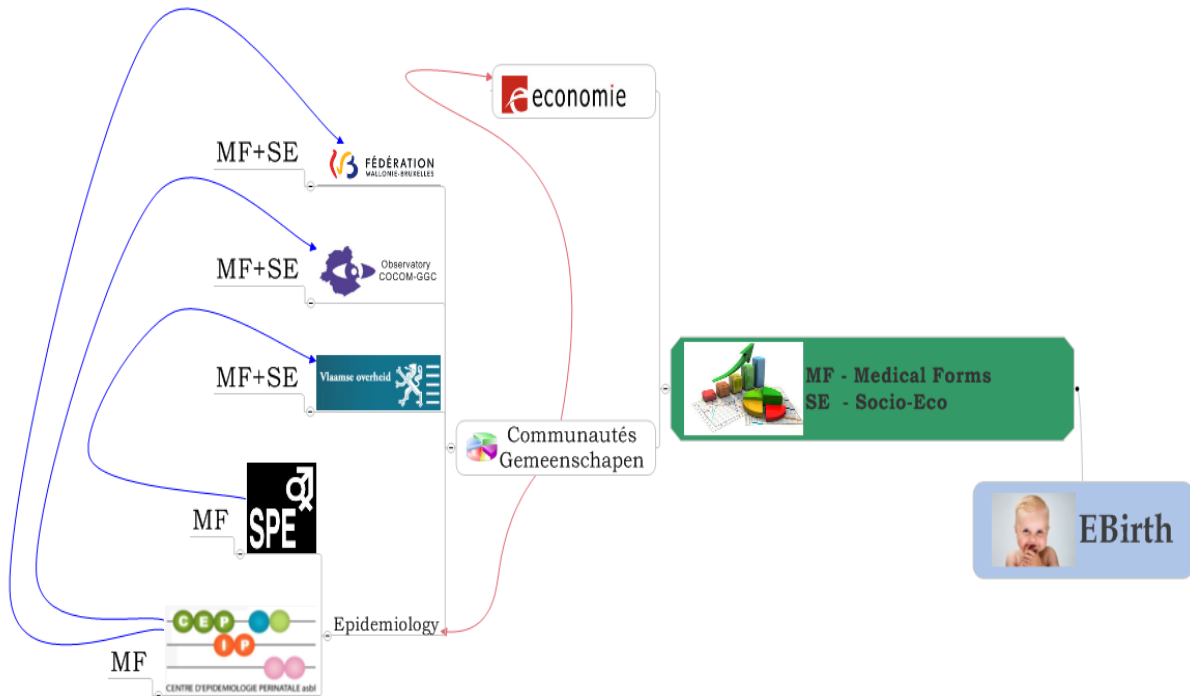 economie
MF+SE
FÉDÉRATION
WALLONIE-BRUXELLES
MF+SE
Observatory
COCOM-GGC
MF+SE
Vlaamse overheid
MF - Medical Forms
SE - Socio-Eco
Communautés
Gemeenschapen
SPE
MF
EBirth
CEP
IP
Epidemiology
MF
CENTRE D'EPIDEMIOLOGIE PERINATALE asbl